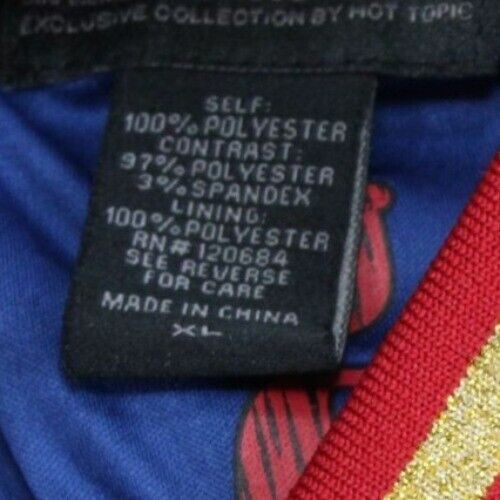 EXCLUSIVE COLLECTION BY HOT TOPIC
SELF:
100% POLYESTER
CONTRAST:
97% POLYESTER
3% SPANDEX
LINING:
100% POLYESTER
RN# 120684
SEE REVERSE
FOR CARE
MADE IN CHINA
XL